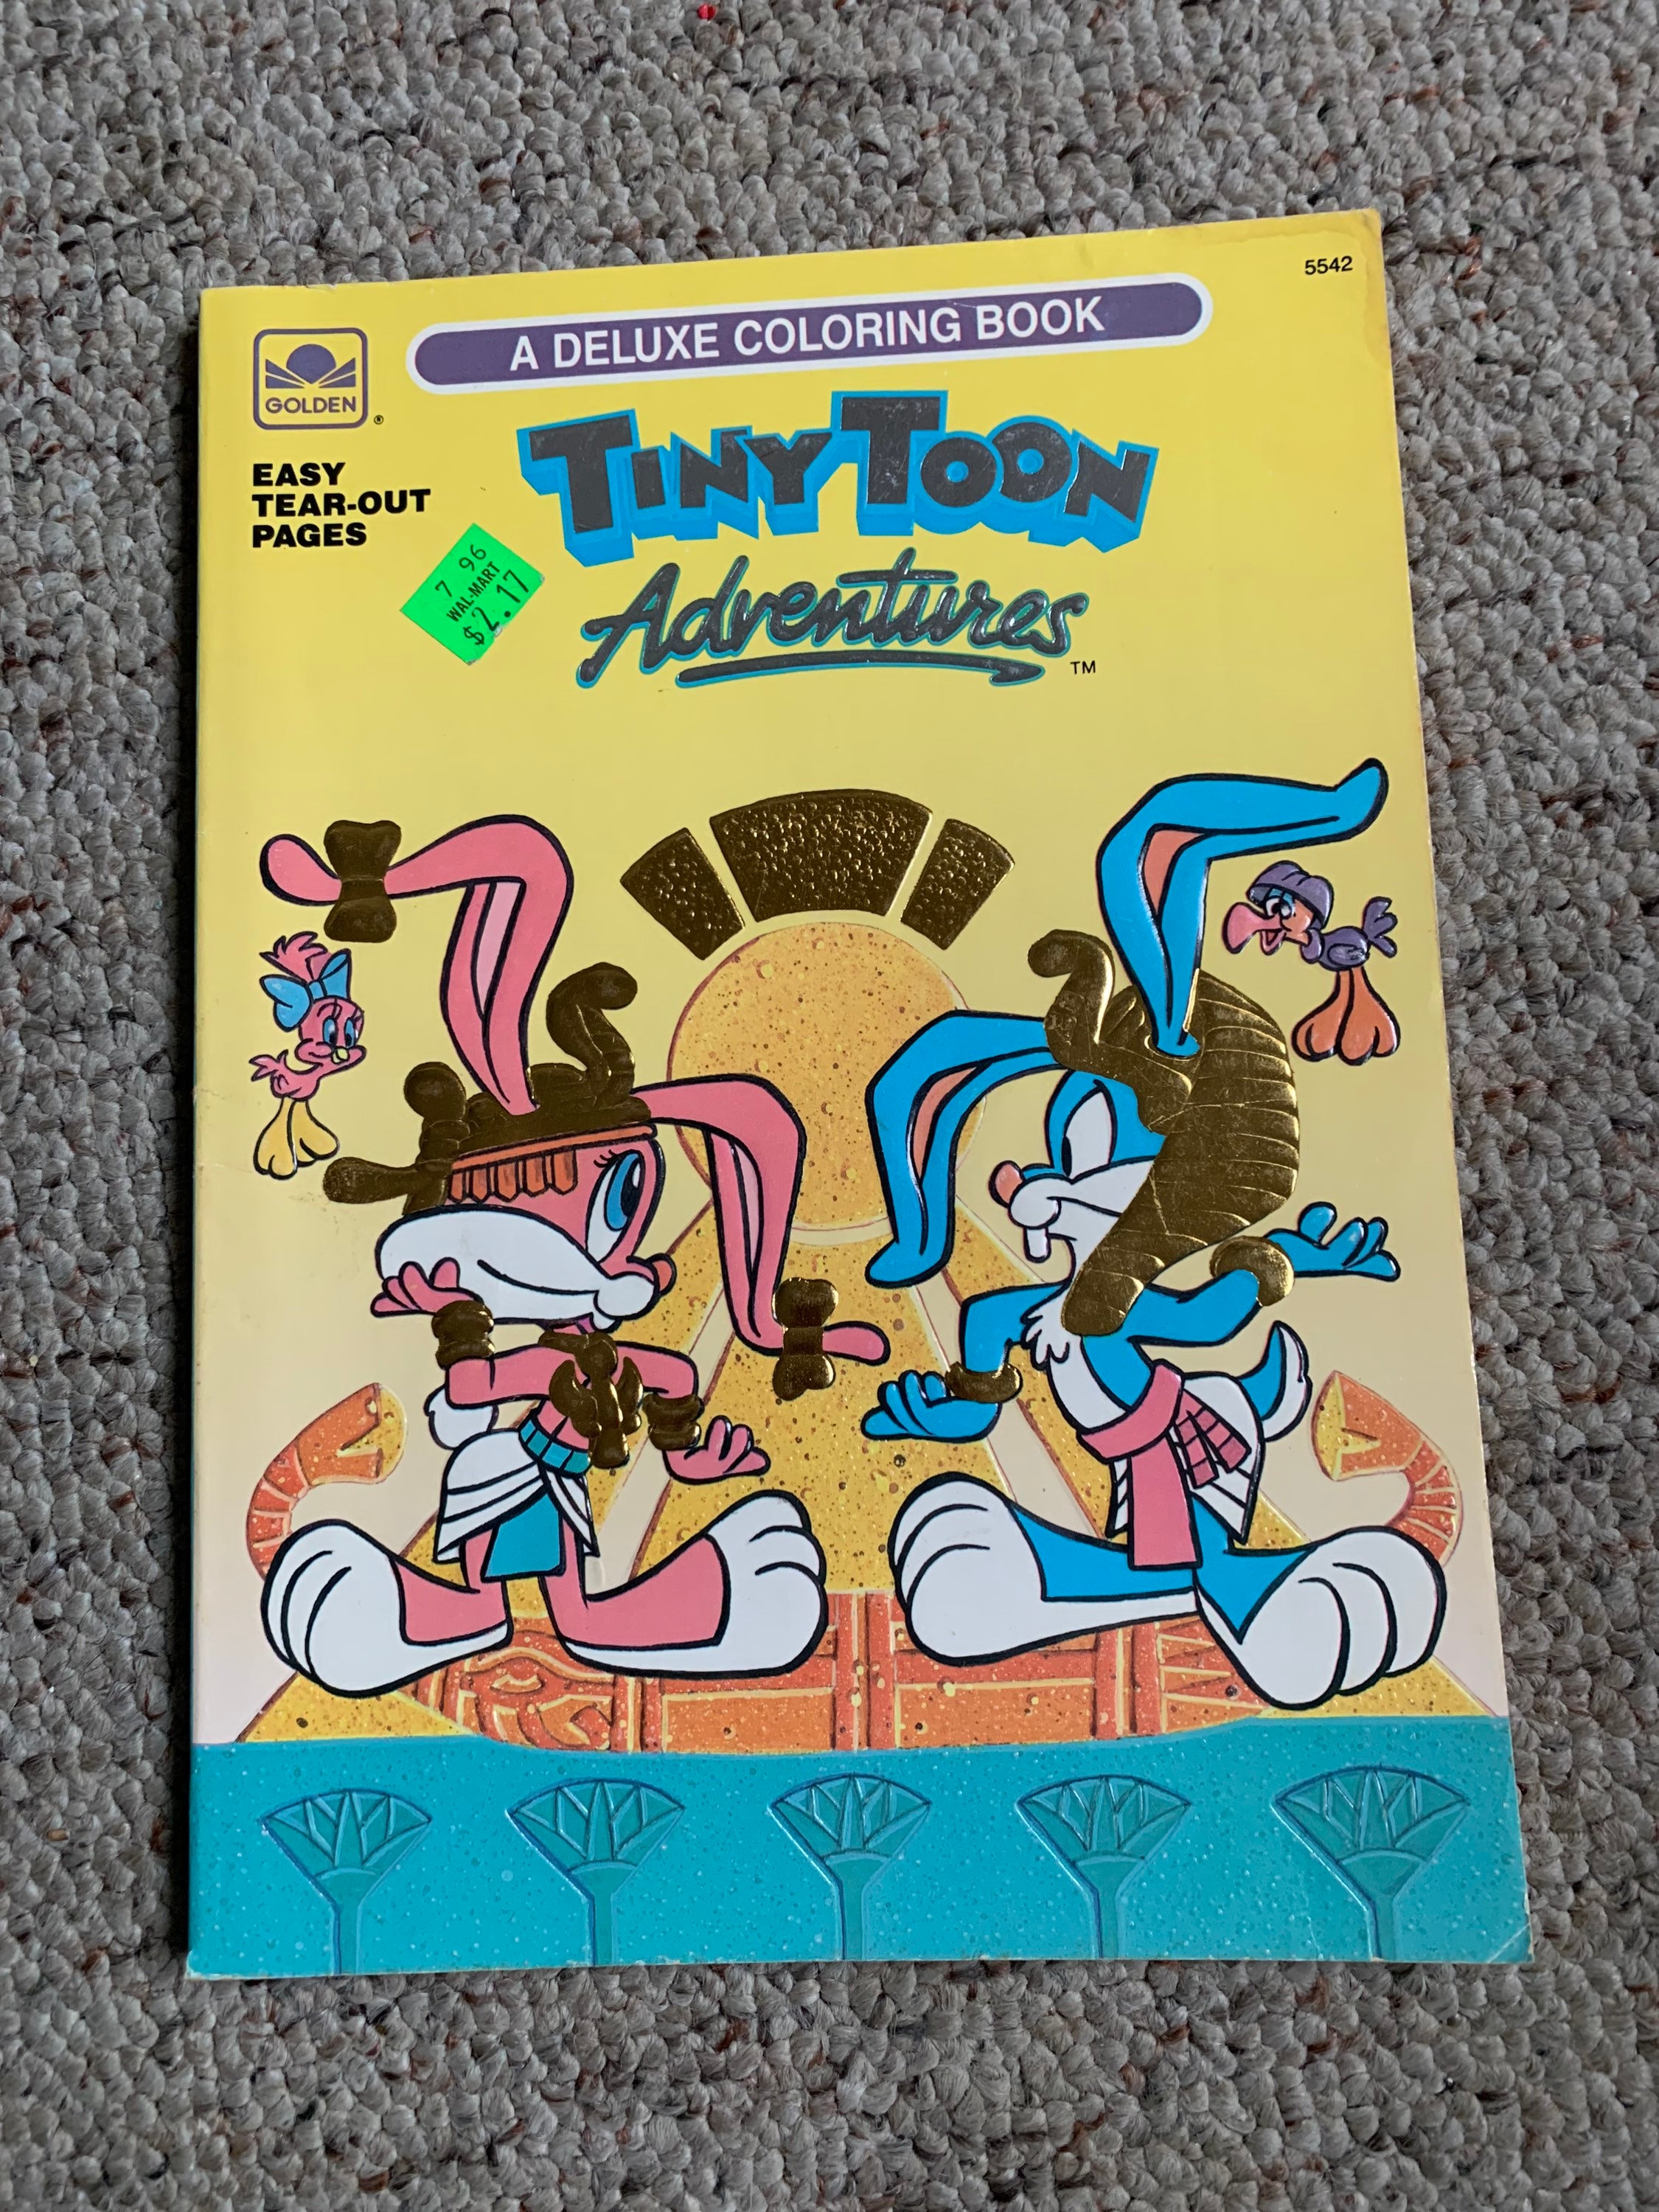 5542
A DELUXE COLORING BOOK
GOLDEN
®
EASY
TEAR-OUT
PAGES
TINY TOON
Adventures
TM
7 96
WAL-MART
$2.17